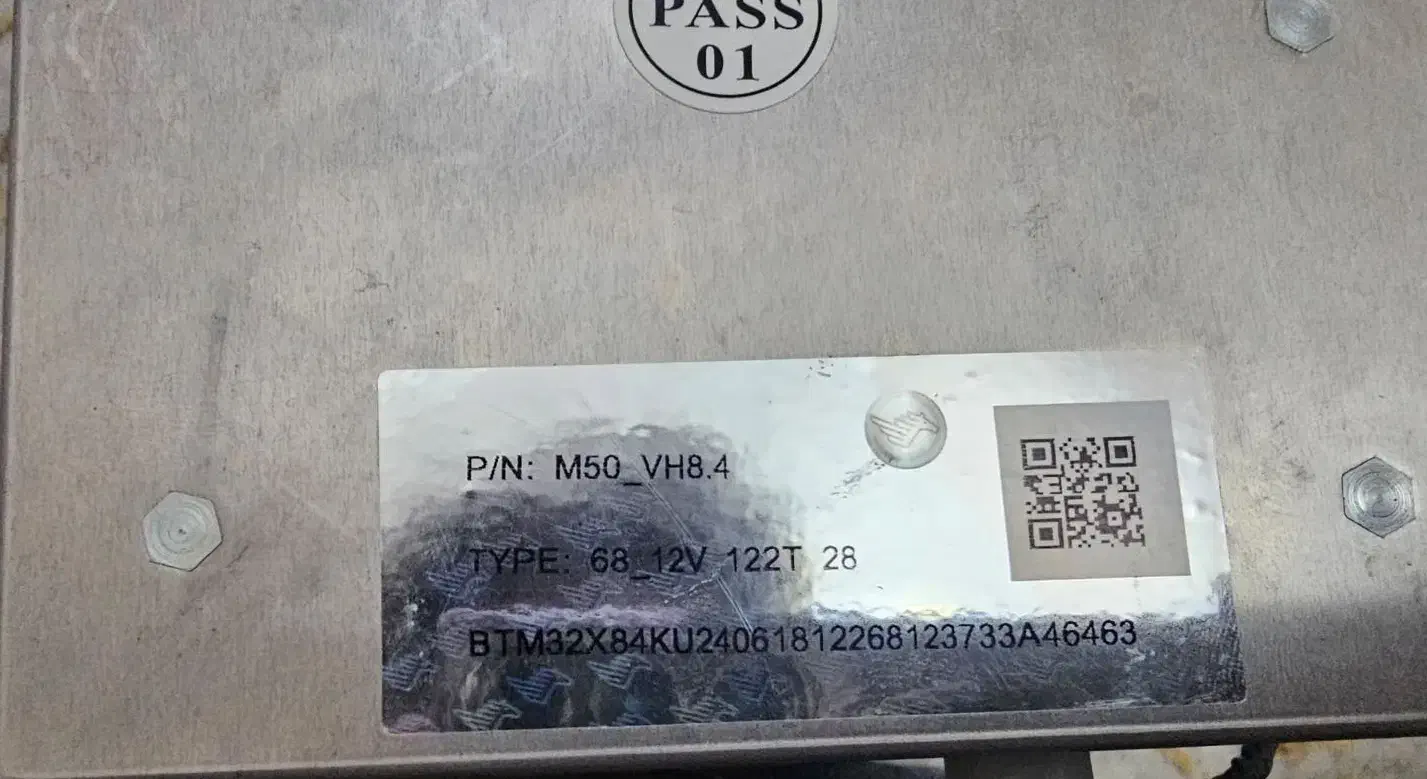 PASS
01
P/N: M50_VH8.4
TYPE: 68_12V 122T 28
BTM32X84KU24061812268123733A46463